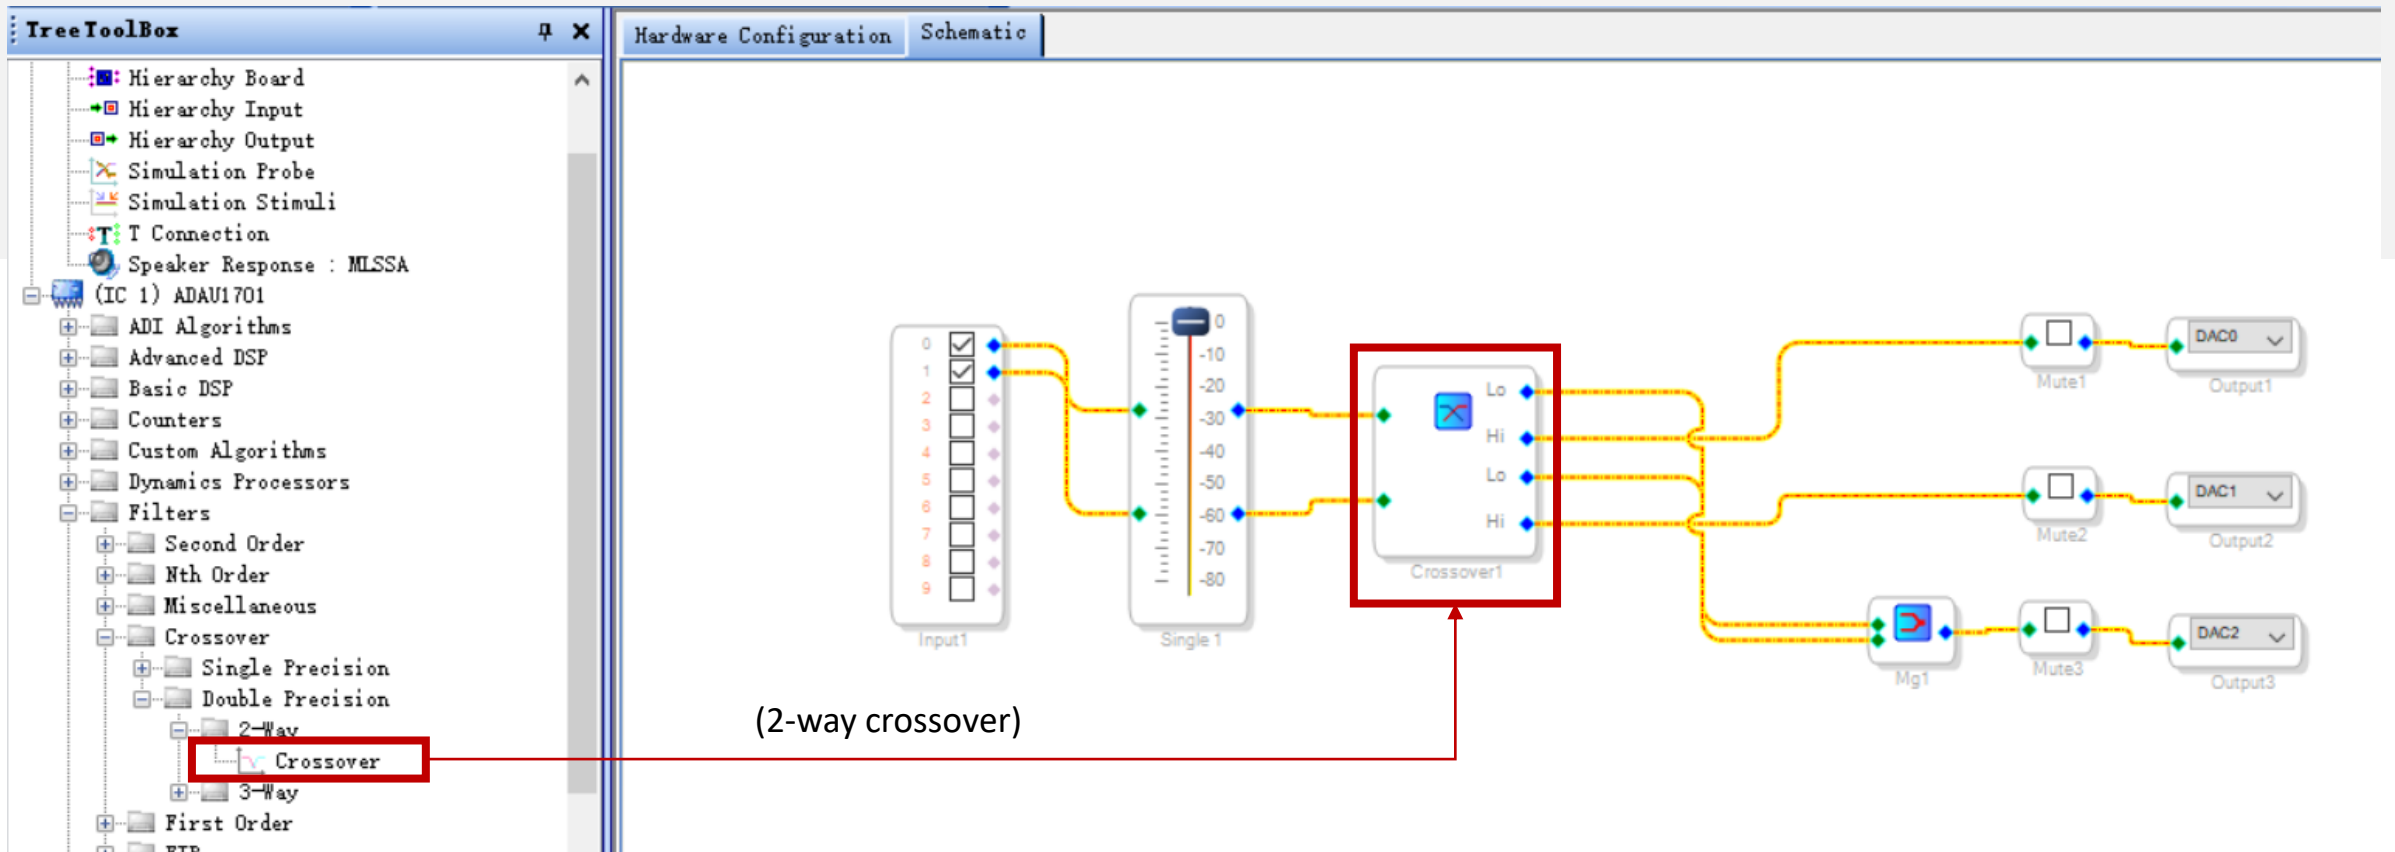 TreeToolBox
Hierarchy Board
Hierarchy Input
Hierarchy Output
Simulation Probe
Simulation Stimuli
T Connection
Speaker Response : MLSSA
(IC 1) ADAU1701
ADI Algorithms
Advanced DSP
Basic DSP
Counters
Custom Algorithms
Dynamics Processors
Filters
Second Order
Nth Order
Miscellaneous
Crossover
Single Precision
Double Precision
2-Way
Crossover
3-Way
First Order
FIR
Hardware Configuration
Schematic
0
1
2
3
4
5
6
7
8
9
Input1
0
-10
-20
-30
-40
-50
-60
-70
-80
Single 1
Lo
Hi
Lo
Hi
Crossover1
Mute1
DAC0
Output1
Mute2
DAC1
Output2
Mg1
Mute3
DAC2
Output3
(2-way crossover)